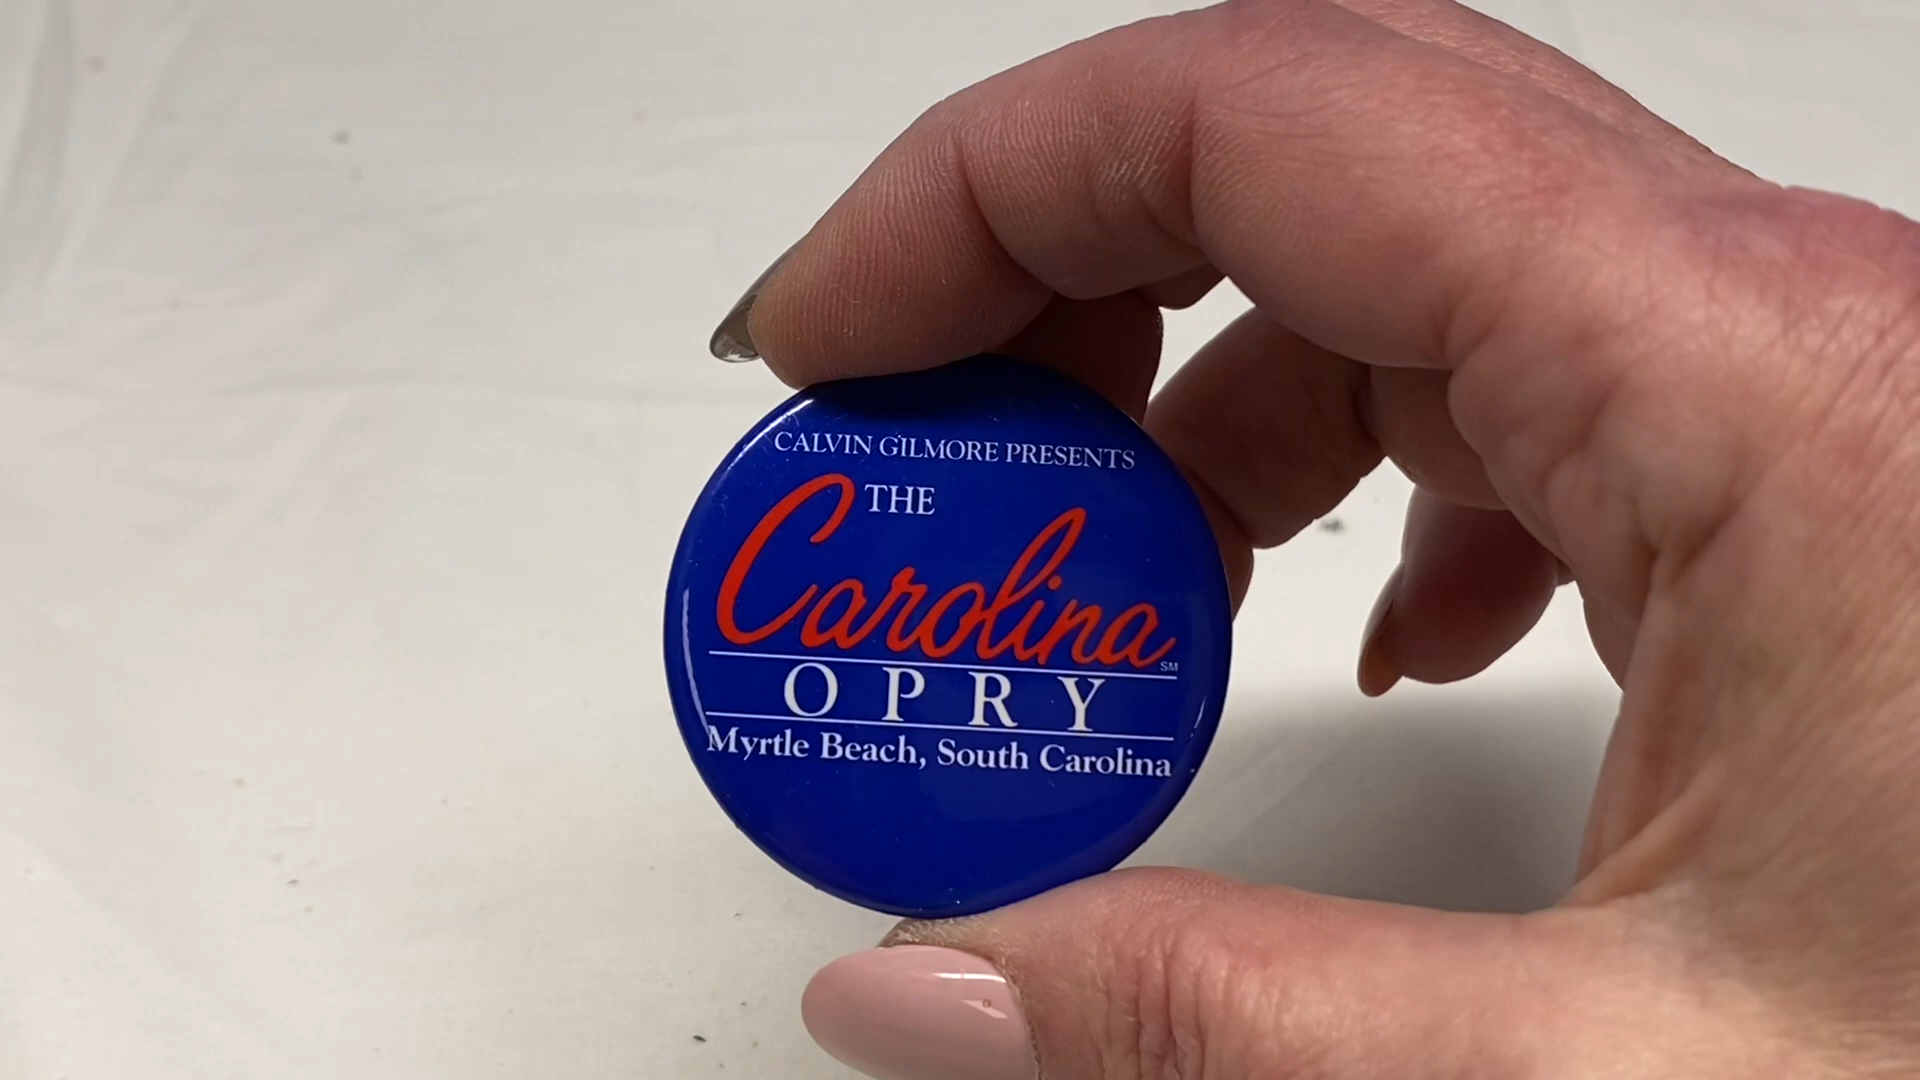 CALVIN GILMORE PRESENTS
THE
Carolina SM
OPRY
Myrtle Beach, South Carolina